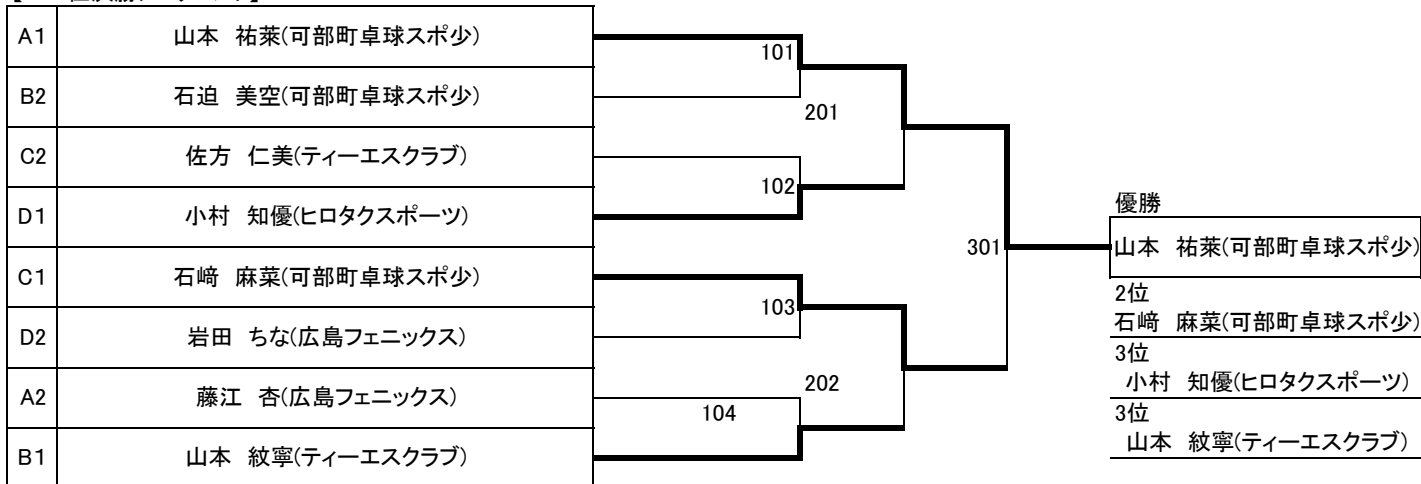 A1 山本 祐萊(可部町卓球スポ少)
101
B2 石迫 美空(可部町卓球スポ少)
201
C2 佐方 仁美(ティーエスクラブ)
102
D1 小村 知優(ヒロタクスポーツ)
301
C1 石﨑 麻菜(可部町卓球スポ少)
103
D2 岩田 ちな(広島フェニックス)
202
A2 藤江 杏(広島フェニックス)
104
B1 山本 紋寧(ティーエスクラブ)
優勝
山本 祐萊(可部町卓球スポ少)
2位
石﨑 麻菜(可部町卓球スポ少)
3位
小村 知優(ヒロタクスポーツ)
3位
山本 紋寧(ティーエスクラブ)